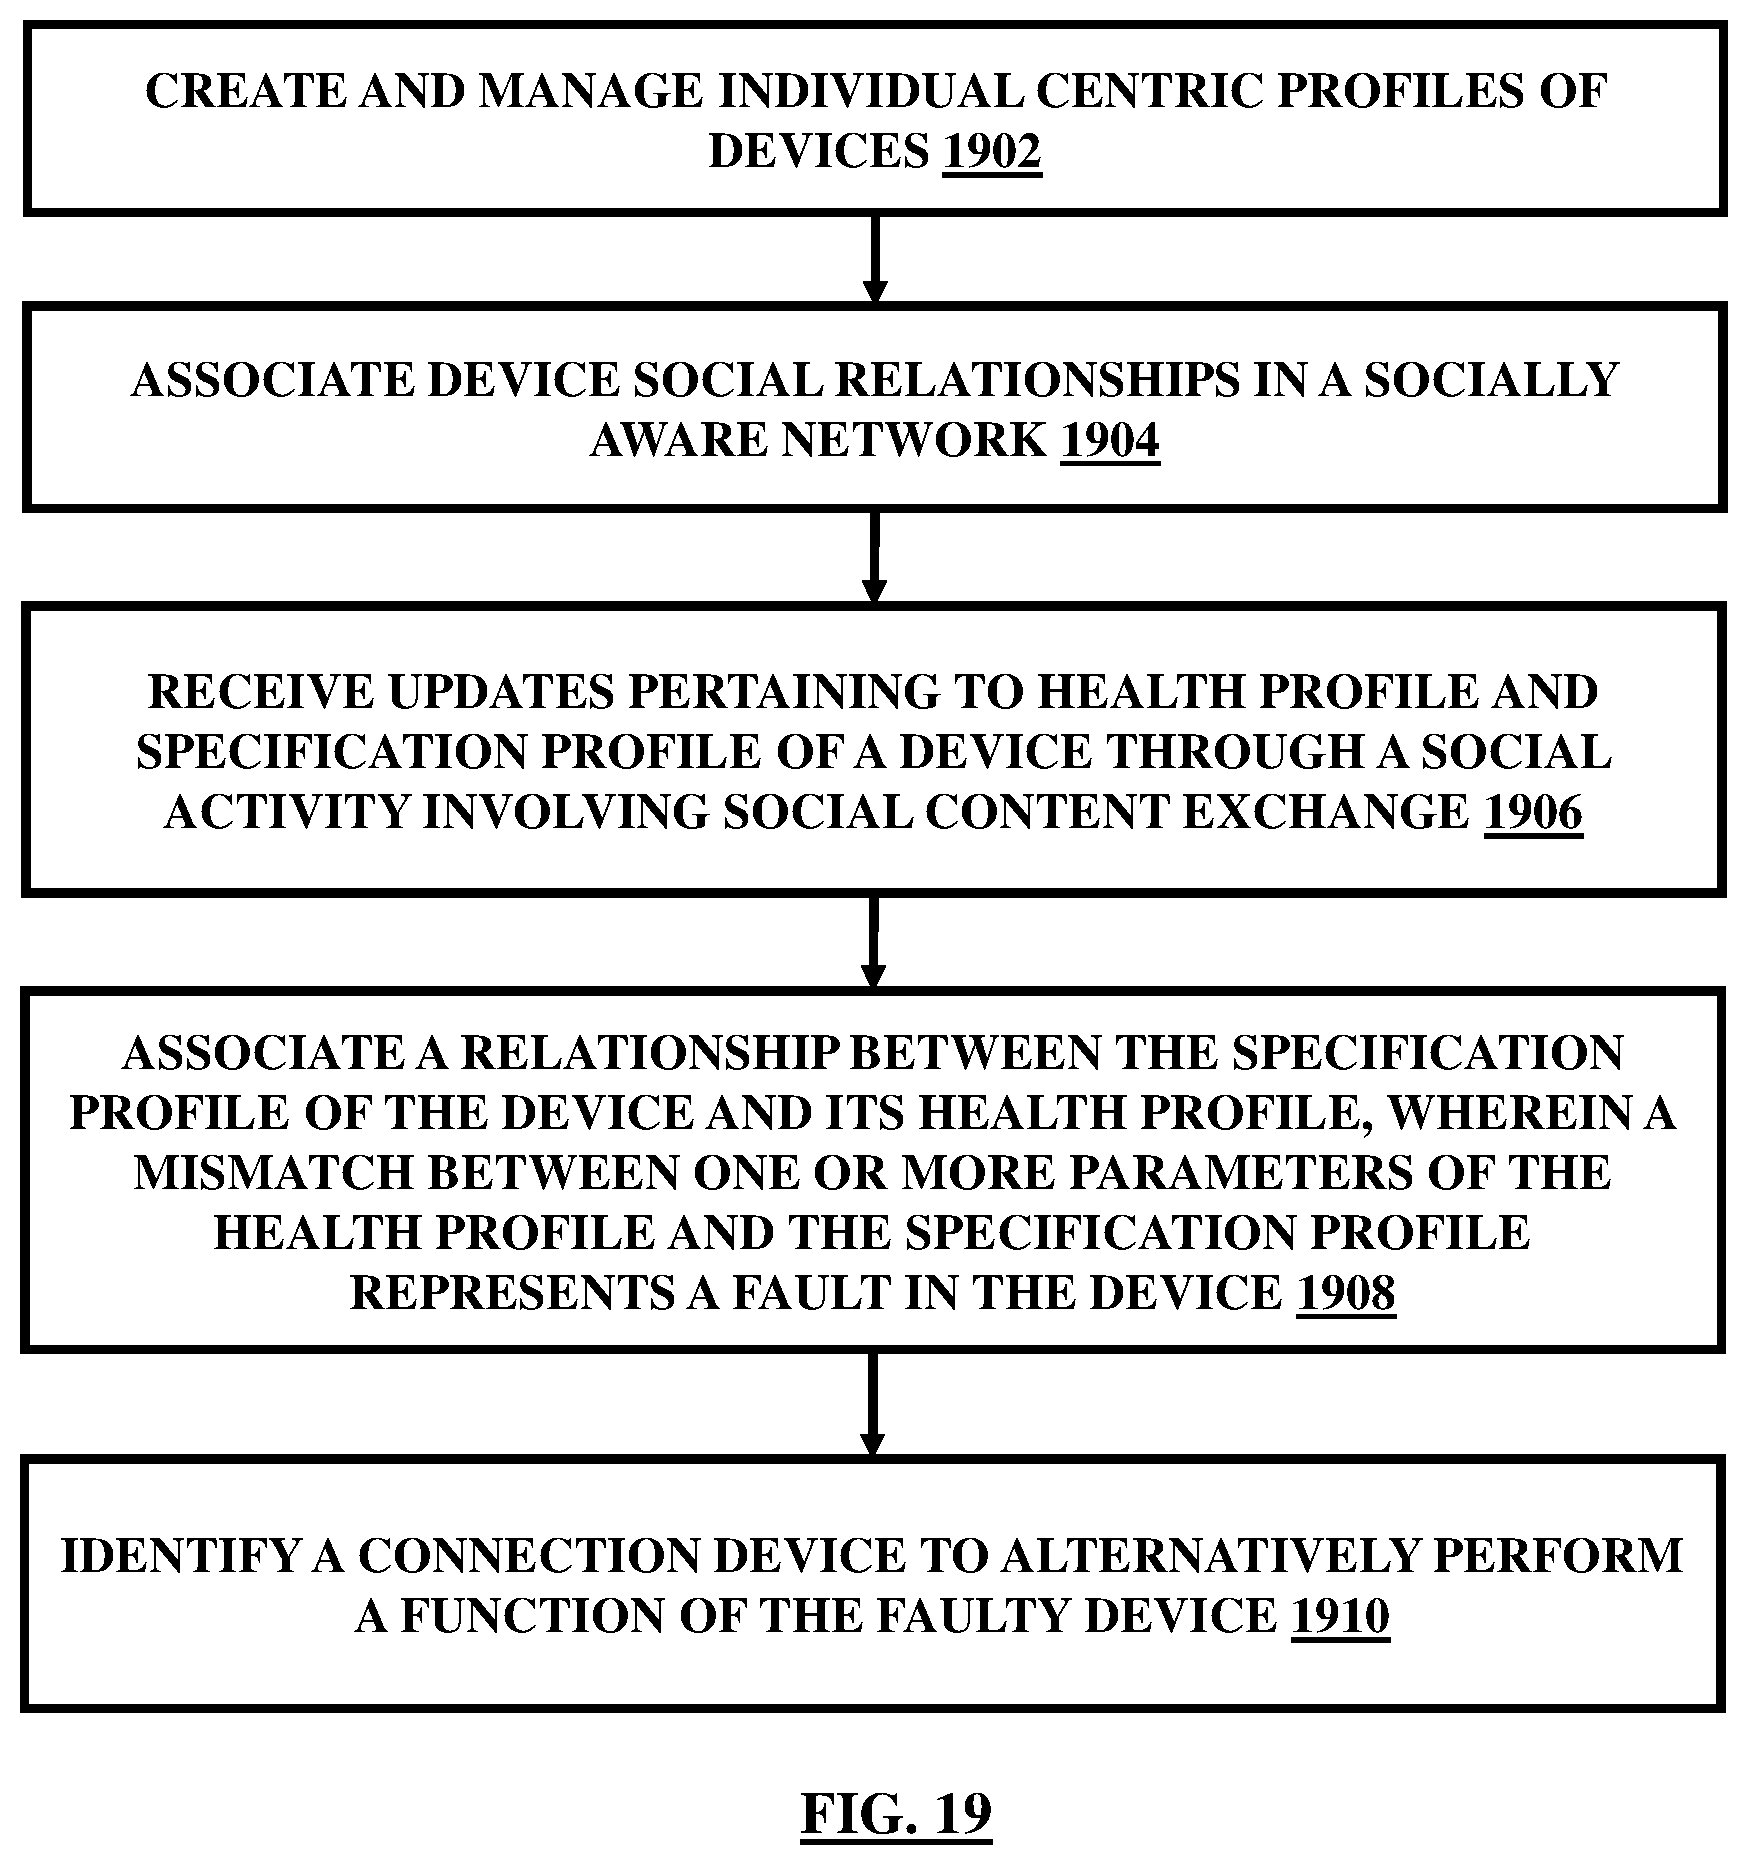 CREATE AND MANAGE INDIVIDUAL CENTRIC PROFILES OF
DEVICES 1902
ASSOCIATE DEVICE SOCIAL RELATIONSHIPS IN A SOCIALLY
AWARE NETWORK 1904
RECEIVE UPDATES PERTAINING TO HEALTH PROFILE AND
SPECIFICATION PROFILE OF A DEVICE THROUGH A SOCIAL
ACTIVITY INVOLVING SOCIAL CONTENT EXCHANGE 1906
ASSOCIATE A RELATIONSHIP BETWEEN THE SPECIFICATION
PROFILE OF THE DEVICE AND ITS HEALTH PROFILE, WHEREIN A
MISMATCH BETWEEN ONE OR MORE PARAMETERS OF THE
HEALTH PROFILE AND THE SPECIFICATION PROFILE
REPRESENTS A FAULT IN THE DEVICE 1908
IDENTIFY A CONNECTION DEVICE TO ALTERNATIVELY PERFORM
A FUNCTION OF THE FAULTY DEVICE 1910
FIG. 19